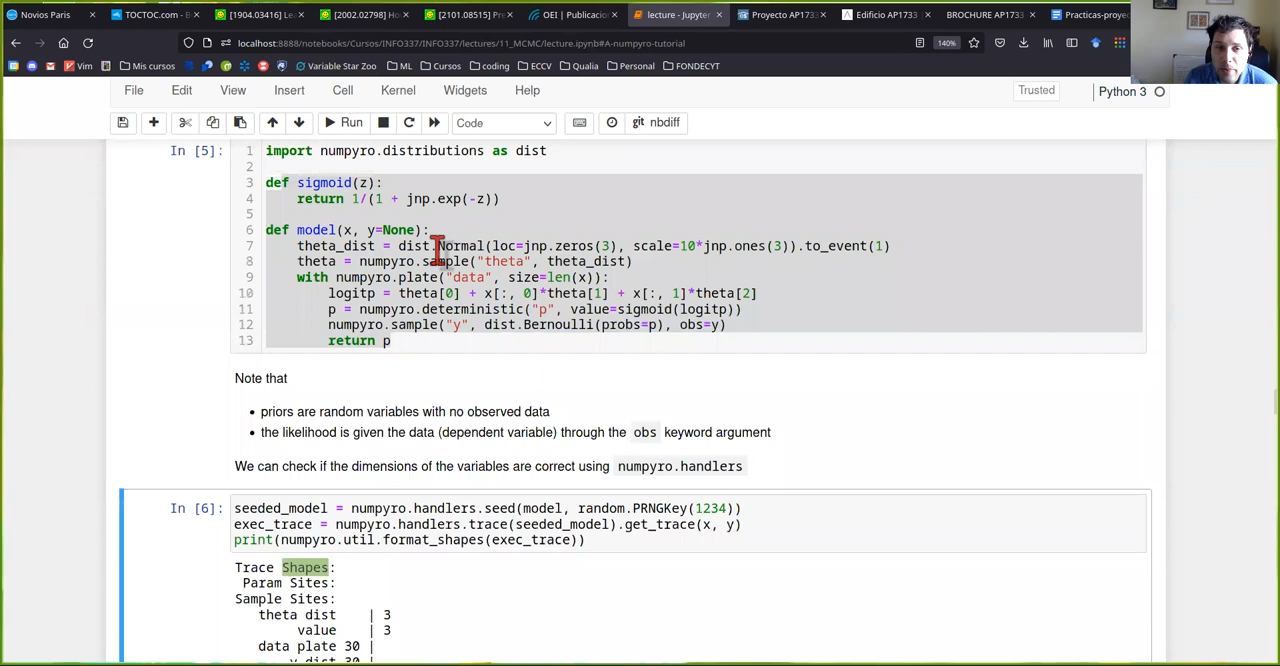 Novios Paris
TOCTOC.com - B
[1904.03416] Le
[2002.02798] Ho
[2101.08515] Pre
OEI | Publicacion
lecture - Jupyter
Proyecto AP1733
Edificio AP1733
BROCHURE AP1733
Practicas-proye
localhost:8888/notebooks/Cursos/INFO337/INFO337/lectures/11_MCMC/lecture.ipynb#A-numpyro-tutorial
140%
Vim
Mis cursos
Variable Star Zoo
ML
Cursos
coding
ECCV
Qualia
Personal
FONDECYT
File Edit View Insert Cell Kernel Widgets Help
Trusted
Python 3
Run
Code
git nbdiff
In [5]:
1 import numpyro.distributions as dist
2
3 def sigmoid(z):
4 return 1/(1 + jnp.exp(-z))
5
6 def model(x, y=None):
7 theta_dist = dist.Normal(loc=jnp.zeros(3), scale=10*jnp.ones(3)).to_event(1)
8 theta = numpyro.sample("theta", theta_dist)
9 with numpyro.plate("data", size=len(x)):
10 logitp = theta[0] + x[:, 0]*theta[1] + x[:, 1]*theta[2]
11 p = numpyro.deterministic("p", value=sigmoid(logitp))
12 numpyro.sample("y", dist.Bernoulli(probs=p), obs=y)
13 return p
Note that
• priors are random variables with no observed data
• the likelihood is given the data (dependent variable) through the obs keyword argument
We can check if the dimensions of the variables are correct using numpyro.handlers
In [6]:
seeded_model = numpyro.handlers.seed(model, random.PRNGKey(1234))
exec_trace = numpyro.handlers.trace(seeded_model).get_trace(x, y)
print(numpyro.util.format_shapes(exec_trace))
Trace Shapes:
Param Sites:
Sample Sites:
theta dist | 3
value | 3
data plate 30 |
y dist 30 |